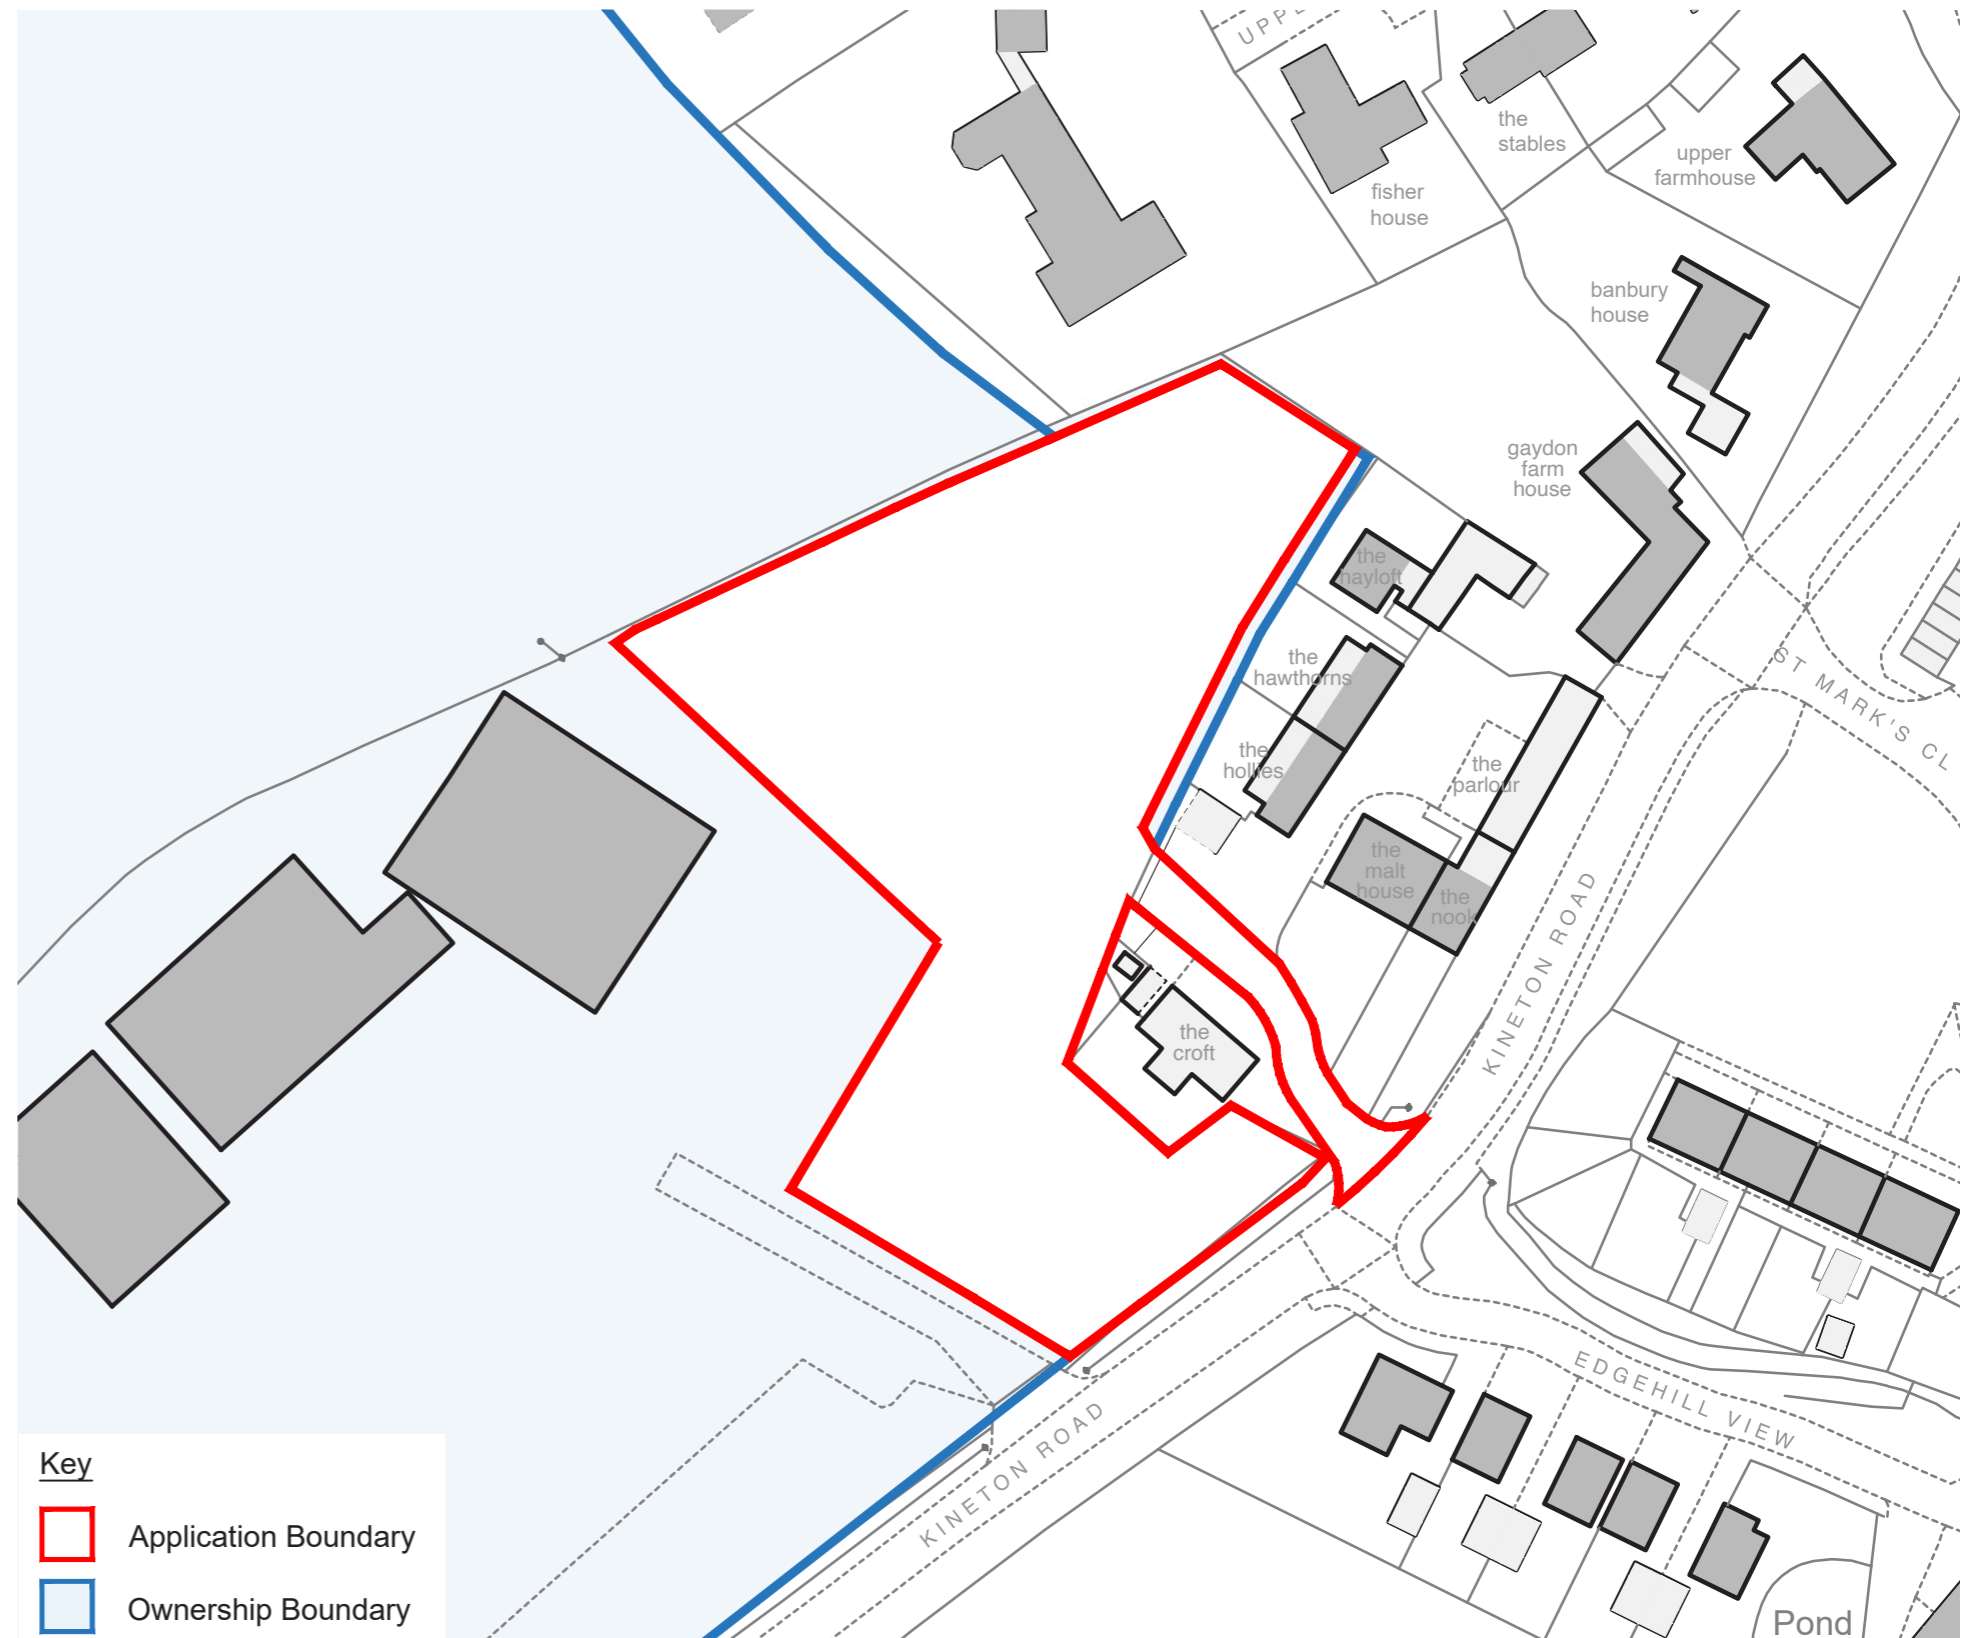 the
stables
upper
farmhouse
fisher
house
banbury
house
gaydon
farm
house
the
hayloft
the
hawthorns
ST MARK'S CL
the
hollies
the
parlour
the
malt
house
the
nook
KINETON ROAD
the
croft
EDGEHILL VIEW
KINETON ROAD
Key
Application Boundary
Ownership Boundary
Pond